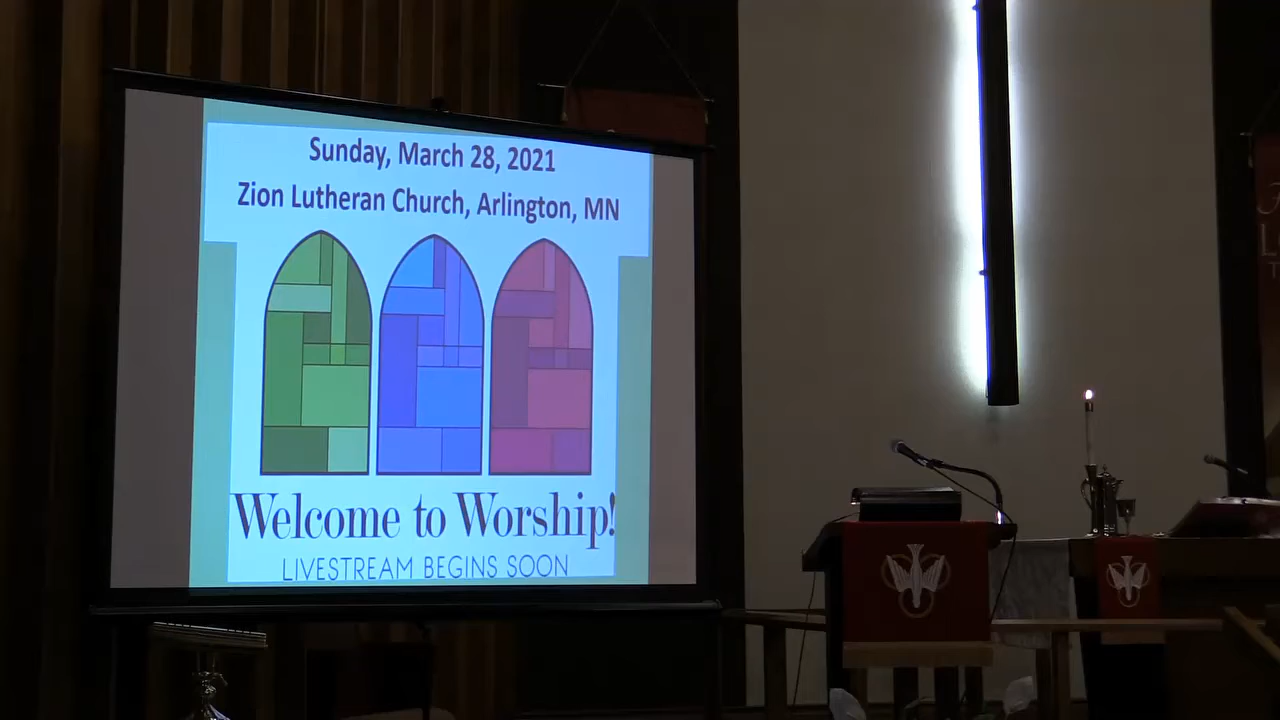 Sunday, March 28, 2021
Zion Lutheran Church, Arlington, MN
Welcome to Worship!
LIVESTREAM BEGINS SOON